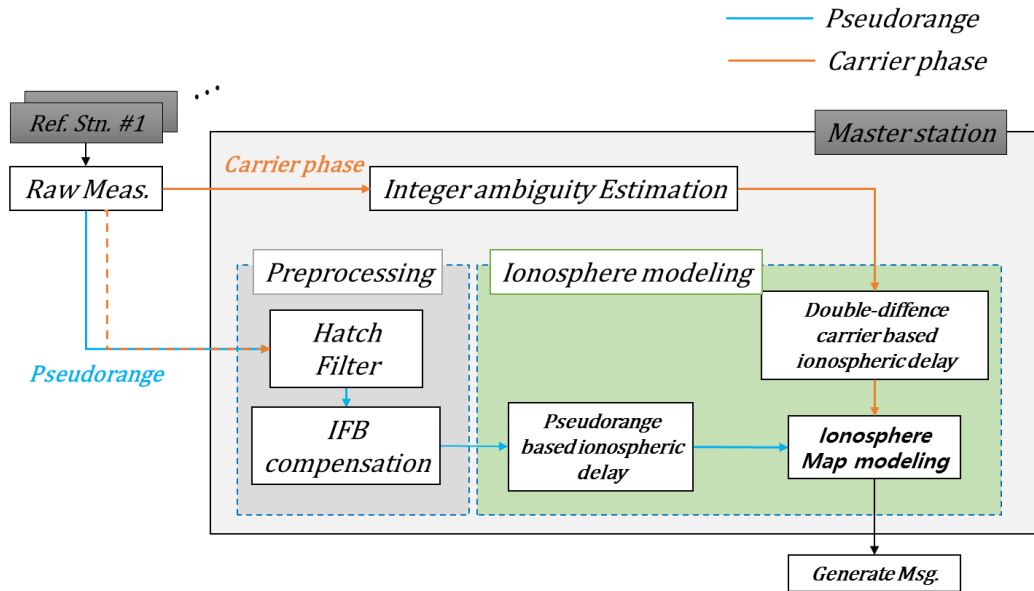 Pseudorange
Carrier phase
...
Ref. Stn. #1
Master station
Raw Meas.
Carrier phase
Integer ambiguity Estimation
Preprocessing
Ionosphere modeling
Hatch
Filter
Double-diffence
carrier based
ionospheric delay
Pseudorange
IFB
compensation
Pseudorange
based ionospheric
delay
Ionosphere
Map modeling
Generate Msg.